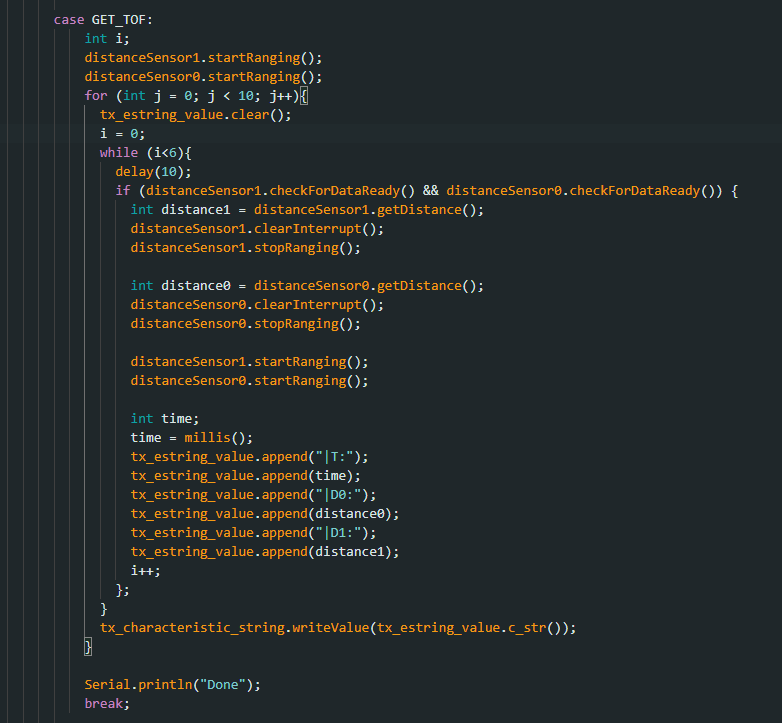 case GET_TOF:
int i;
distanceSensor1.startRanging();
distanceSensor0.startRanging();
for (int j = 0; j < 10; j++){
tx_estring_value.clear();
i = 0;
while (i<6){
delay(10);
if (distanceSensor1.checkForDataReady() && distanceSensor0.checkForDataReady()) {
int distance1 = distanceSensor1.getDistance();
distanceSensor1.clearInterrupt();
distanceSensor1.stopRanging();
int distance0 = distanceSensor0.getDistance();
distanceSensor0.clearInterrupt();
distanceSensor0.stopRanging();
distanceSensor1.startRanging();
distanceSensor0.startRanging();
int time;
time = millis();
tx_estring_value.append("|T:");
tx_estring_value.append(time);
tx_estring_value.append("|D0:");
tx_estring_value.append(distance0);
tx_estring_value.append("|D1:");
tx_estring_value.append(distance1);
i++;
};
}
tx_characteristic_string.writeValue(tx_estring_value.c_str());
}
Serial.println("Done");
break;